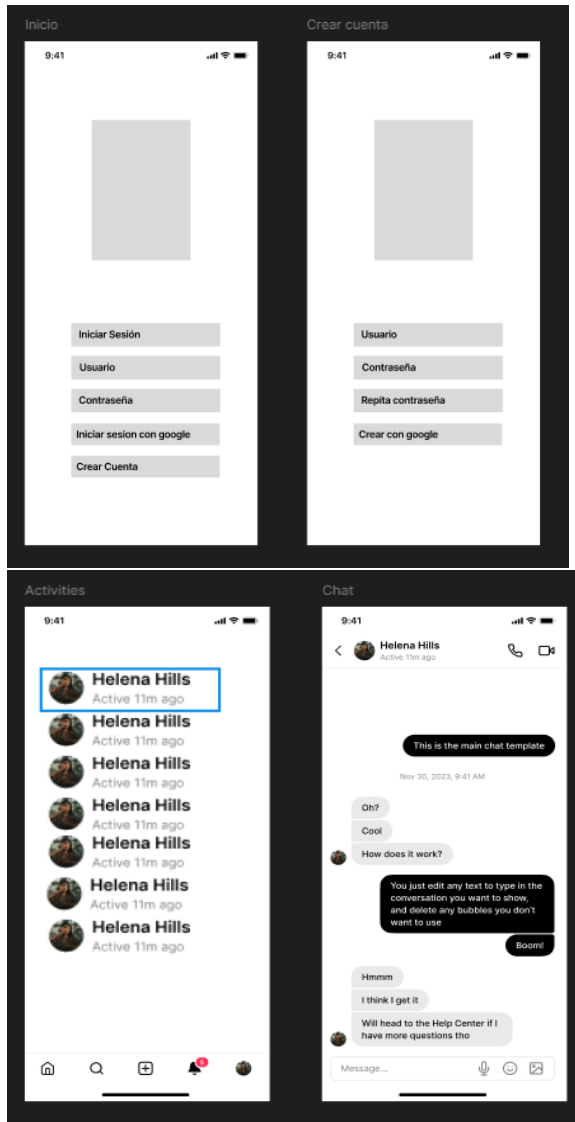 Inicio
9:41
Iniciar Sesión
Usuario
Contraseña
Iniciar sesion con google
Crear Cuenta
Crear cuenta
9:41
Usuario
Contraseña
Repita contraseña
Crear con google
Activities
9:41
Helena Hills
Active 11m ago
Helena Hills
Active 11m ago
Helena Hills
Active 11m ago
Helena Hills
Active 11m ago
Helena Hills
Active 11m ago
Helena Hills
Active 11m ago
Helena Hills
Active 11m ago
5
Chat
9:41
Helena Hills
Active 11m ago
This is the main chat template
Nov 30, 2023, 9:41 AM
Oh?
Cool
How does it work?
You just edit any text to type in the
conversation you want to show,
and delete any bubbles you don't
want to use
Boom!
Hmmm
I think I get it
Will head to the Help Center if I
have more questions tho
Message...